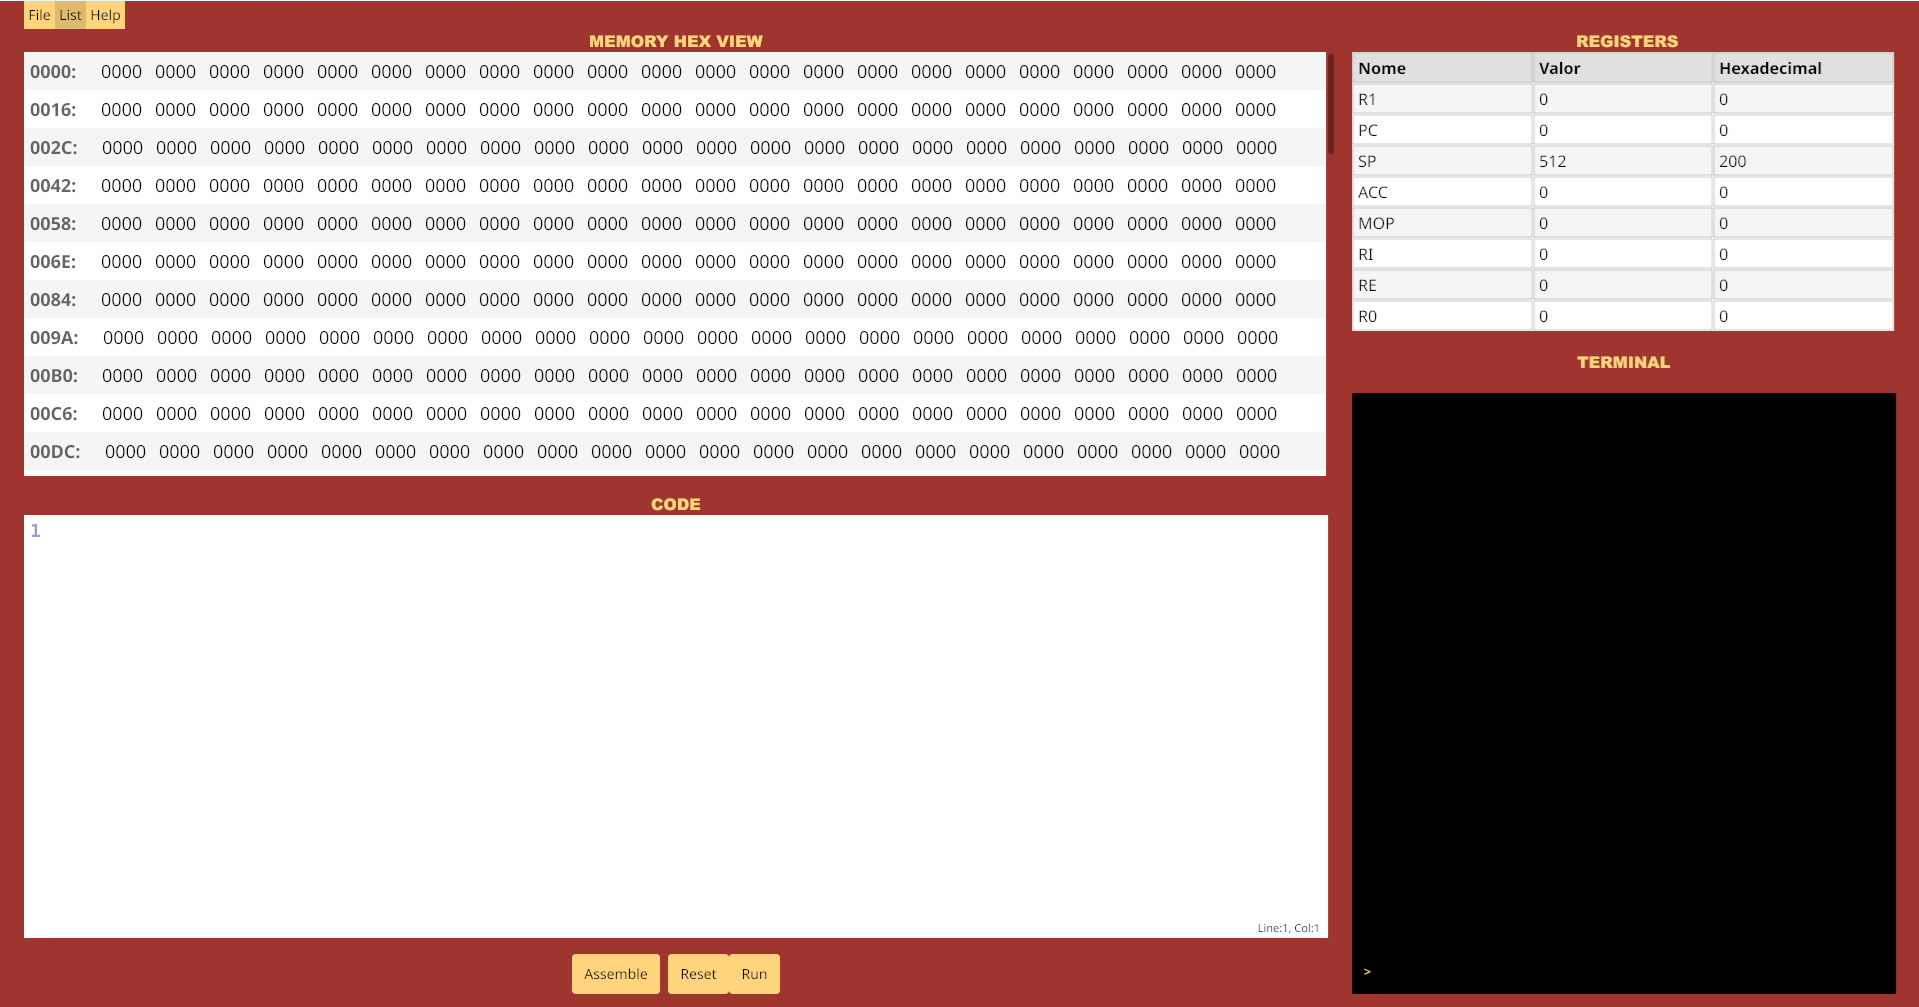 File List Help
MEMORY HEX VIEW
0000: 0000 0000 0000 0000 0000 0000 0000 0000 0000 0000 0000 0000 0000 0000 0000 0000 0000 0000 0000 0000 0000 0000
0016: 0000 0000 0000 0000 0000 0000 0000 0000 0000 0000 0000 0000 0000 0000 0000 0000 0000 0000 0000 0000 0000 0000
002C: 0000 0000 0000 0000 0000 0000 0000 0000 0000 0000 0000 0000 0000 0000 0000 0000 0000 0000 0000 0000 0000 0000
0042: 0000 0000 0000 0000 0000 0000 0000 0000 0000 0000 0000 0000 0000 0000 0000 0000 0000 0000 0000 0000 0000 0000
0058: 0000 0000 0000 0000 0000 0000 0000 0000 0000 0000 0000 0000 0000 0000 0000 0000 0000 0000 0000 0000 0000 0000
006E: 0000 0000 0000 0000 0000 0000 0000 0000 0000 0000 0000 0000 0000 0000 0000 0000 0000 0000 0000 0000 0000 0000
0084: 0000 0000 0000 0000 0000 0000 0000 0000 0000 0000 0000 0000 0000 0000 0000 0000 0000 0000 0000 0000 0000 0000
009A: 0000 0000 0000 0000 0000 0000 0000 0000 0000 0000 0000 0000 0000 0000 0000 0000 0000 0000 0000 0000 0000 0000
00B0: 0000 0000 0000 0000 0000 0000 0000 0000 0000 0000 0000 0000 0000 0000 0000 0000 0000 0000 0000 0000 0000 0000
00C6: 0000 0000 0000 0000 0000 0000 0000 0000 0000 0000 0000 0000 0000 0000 0000 0000 0000 0000 0000 0000 0000 0000
00DC: 0000 0000 0000 0000 0000 0000 0000 0000 0000 0000 0000 0000 0000 0000 0000 0000 0000 0000 0000 0000 0000 0000
CODE
1
Line:1, Col:1
Assemble Reset Run
REGISTERS
Nome Valor Hexadecimal
R1 0 0
PC 0 0
SP 512 200
ACC 0 0
MOP 0 0
RI 0 0
RE 0 0
R0 0 0
TERMINAL
>